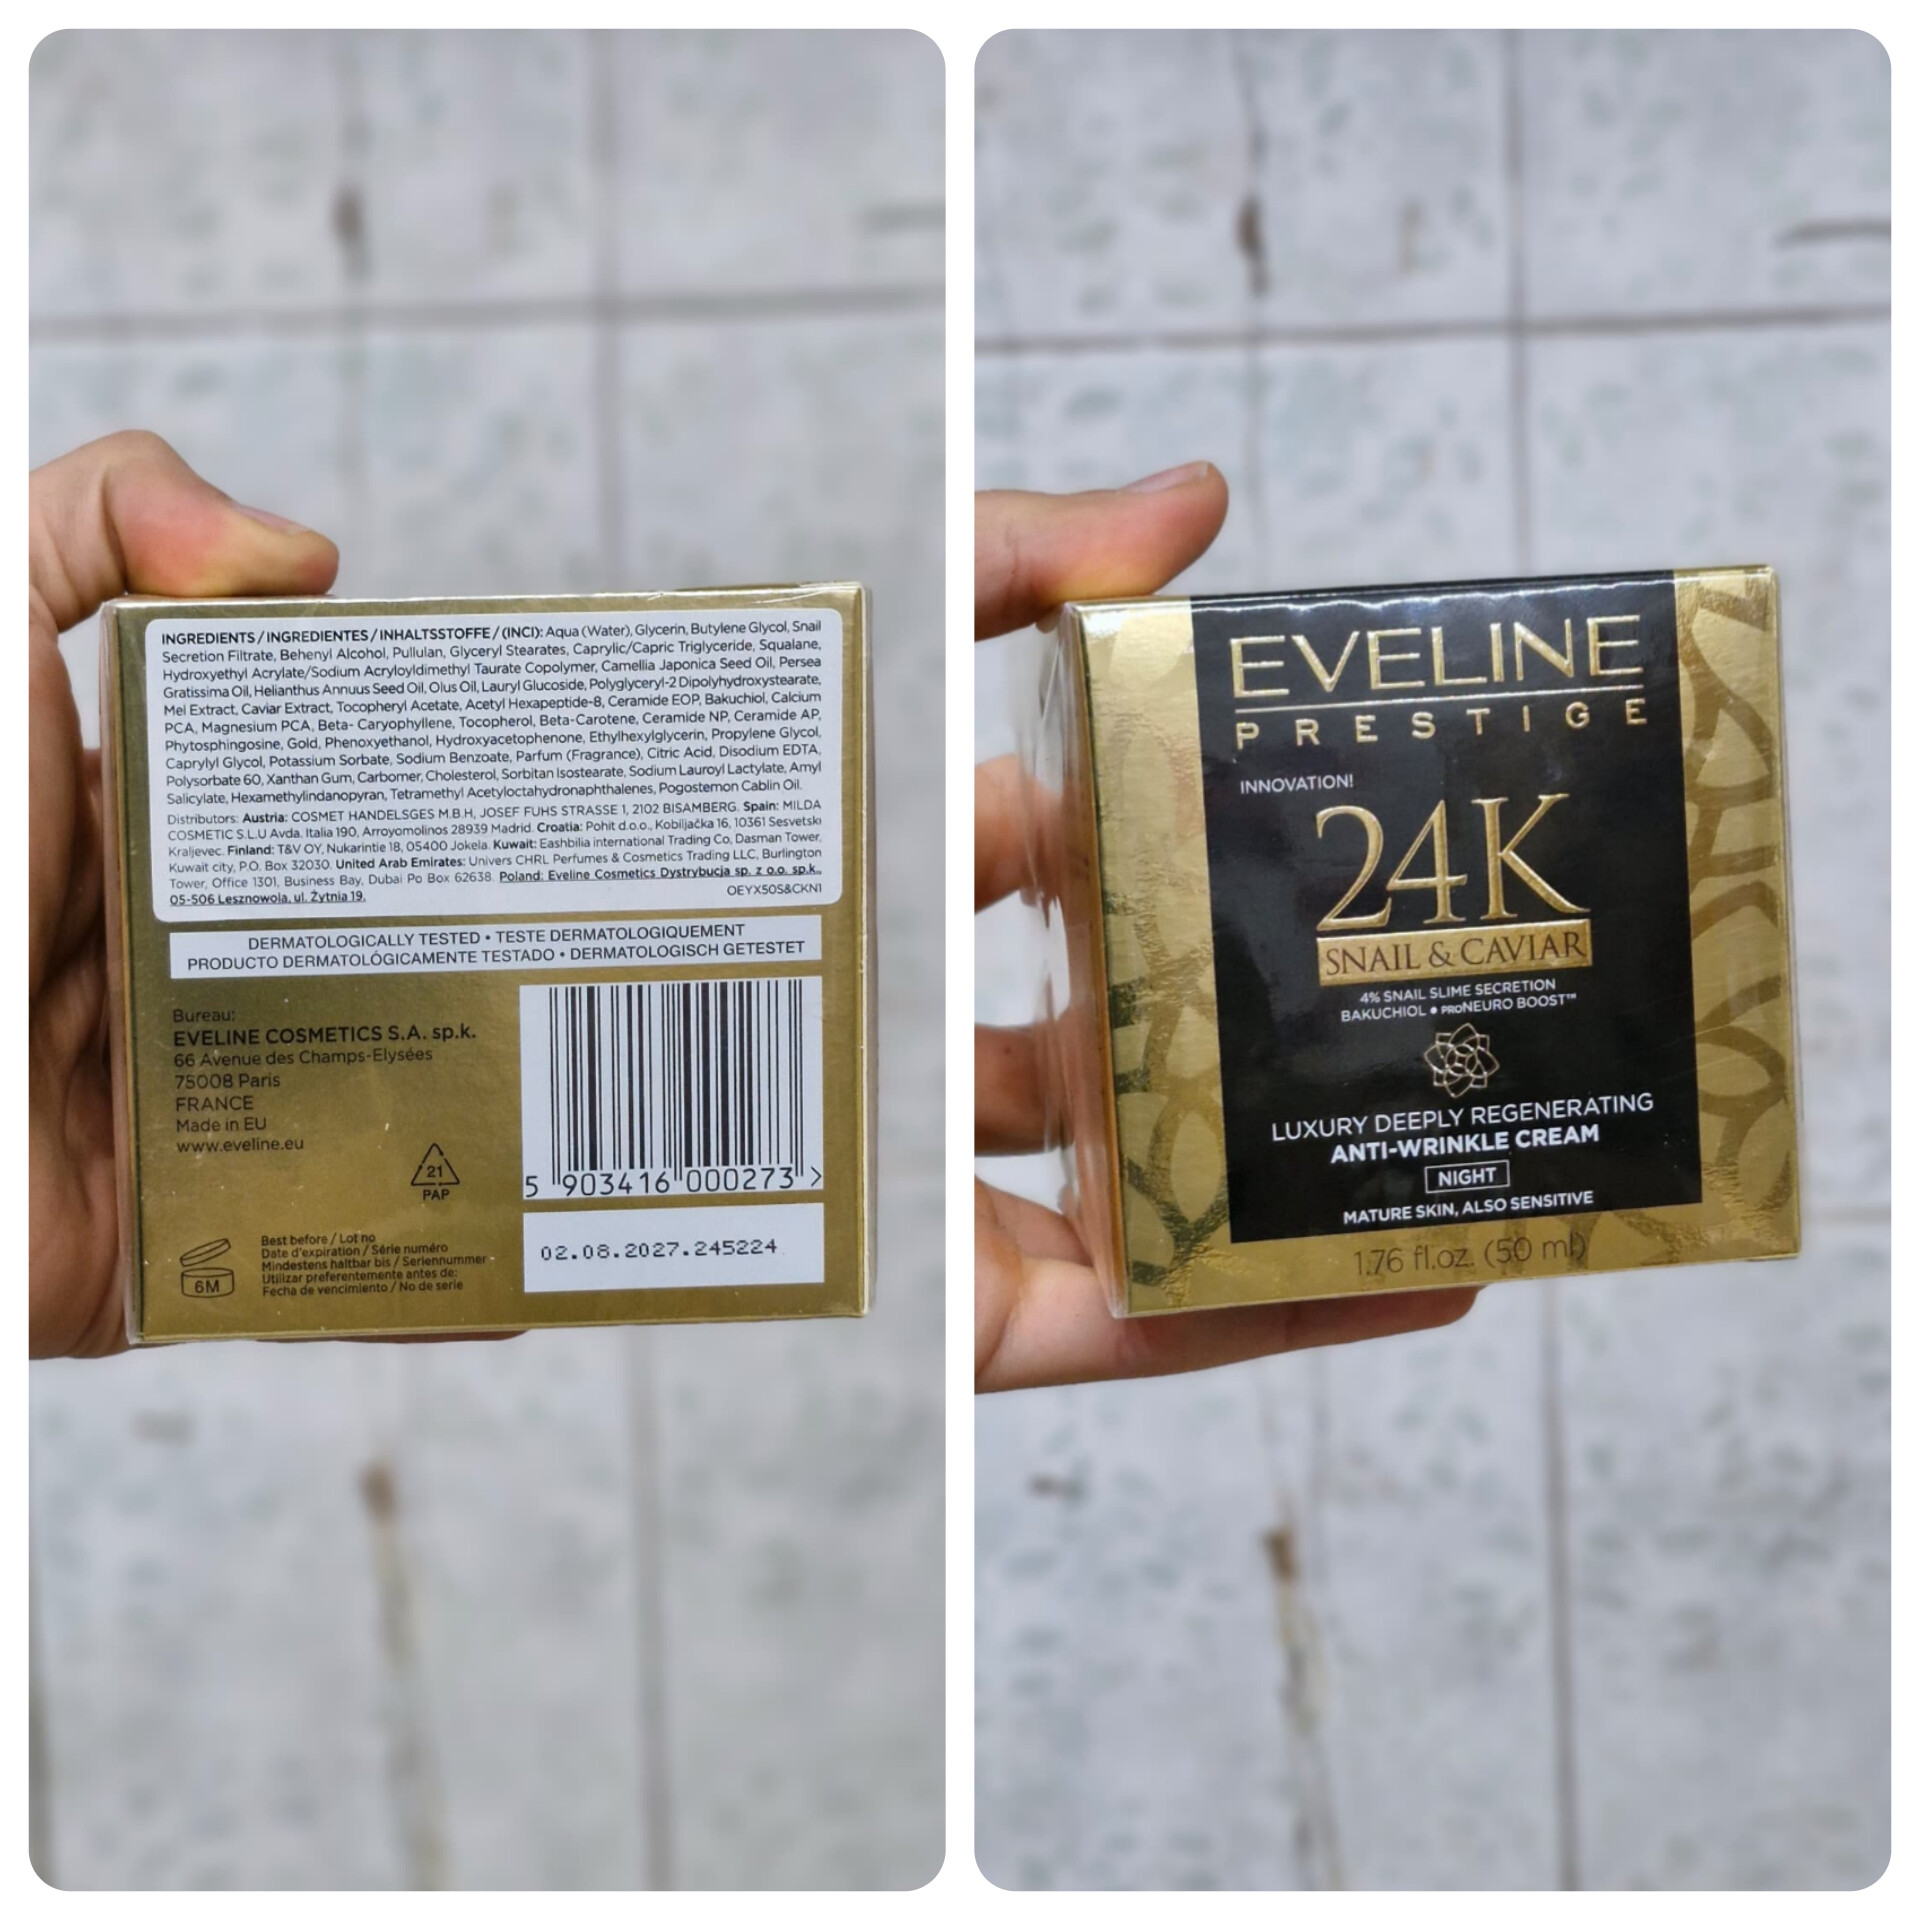 INGREDIENTS / INGREDIENTES / INHALTSSTOFFE / (INCI): Aqua (Water), Glycerin, Butylene Glycol, Snail
Secretion Filtrate, Behenyl Alcohol, Pullulan, Glyceryl Stearates, Caprylic/Capric Triglyceride, Squalane,
Hydroxyethyl Acrylate/Sodium Acryloyldimethyl Taurate Copolymer, Camellia Japonica Seed Oil, Persea
Gratissima Oil, Helianthus Annuus Seed Oil, Olus Oil, Lauryl Glucoside, Polyglyceryl-2 Dipolyhydroxystearate,
Mel Extract, Caviar Extract, Tocopheryl Acetate, Acetyl Hexapeptide-8, Ceramide EOP, Bakuchiol, Calcium
PCA, Magnesium PCA, Beta- Caryophyllene, Tocopherol, Beta-Carotene, Ceramide NP, Ceramide AP,
Phytosphingosine, Gold, Phenoxyethanol, Hydroxyacetophenone, Ethylhexylglycerin, Propylene Glycol,
Caprylyl Glycol, Potassium Sorbate, Sodium Benzoate, Parfum (Fragrance), Citric Acid, Disodium EDTA,
Polysorbate 60, Xanthan Gum, Carbomer, Cholesterol, Sorbitan Isostearate, Sodium Lauroyl Lactylate, Amyl
Salicylate, Hexamethylindanopyran, Tetramethyl Acetyloctahydronaphthalenes, Pogostemon Cablin Oil.
Distributors: Austria: COSMET HANDELSGES M.B.H, JOSEF FUHS STRASSE 1, 2102 BISAMBERG. Spain: MILDA
COSMETIC S.L.U Avda. Italia 190, Arroyomolinos 28939 Madrid. Croatia: Pohit d.o.o., Kobiljačka 16, 10361 Sesvetski
Kraljevec. Finland: T&V OY, Nukarintie 18, 05400 Jokela. Kuwait: Eashbilia international Trading Co, Dasman Tower,
Kuwait city, P.O. Box 32030. United Arab Emirates: Univers CHRL Perfumes & Cosmetics Trading LLC, Burlington
Tower, Office 1301, Business Bay, Dubai Po Box 62638. Poland: Eveline Cosmetics Dystrybucja sp. z o.o. sp.k.,
05-506 Lesznowola, ul. Żytnia 19.
OEYX50S&CKN1
DERMATOLOGICALLY TESTED • TESTE DERMATOLOGIQUEMENT
PRODUCTO DERMATOLÓGICAMENTE TESTADO • DERMATOLOGISCH GETESTET
Bureau:
EVELINE COSMETICS S.A. sp.k.
66 Avenue des Champs-Elysées
75008 Paris
FRANCE
Made in EU
www.eveline.eu
21
PAP
5 903416 000273 >
6M
Best before / Lot no
Date d'expiration / Série numéro
Mindestens haltbar bis / Seriennummer
Utilizar preferentemente antes de:
Fecha de vencimiento / No de serie
02.08.2027.245224
EVELINE
PRESTIGE
INNOVATION!
24K
SNAIL & CAVIAR
4% SNAIL SLIME SECRETION
BAKUCHIOL • PRONEURO BOOST™
LUXURY DEEPLY REGENERATING
ANTI-WRINKLE CREAM
NIGHT
MATURE SKIN, ALSO SENSITIVE
1.76 fl.oz. (50 ml)